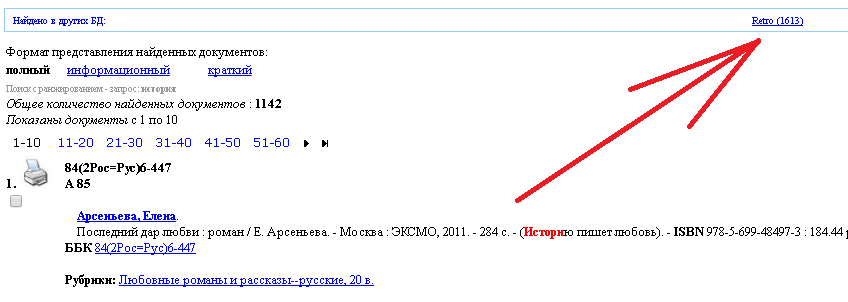 Найдено в других БД: Retro (1613)
Формат представления найденных документов:
полный информационный краткий
Поиск с ранжированием - запрос: история
Общее количество найденных документов : 1142
Показаны документы с 1 по 10
1-10 11-20 21-30 31-40 41-50 51-60
84(2Рос=Рус)6-447
1. А 85
Арсеньева, Елена.
Последний дар любви : роман / Е. Арсеньева. - Москва : ЭКСМО, 2011. - 284 с. - (Историю пишет любовь). - ISBN 978-5-699-48497-3 : 184.44 р
ББК 84(2Рос=Рус)6-447
Рубрики: Любовные романы и рассказы--русские, 20 в.